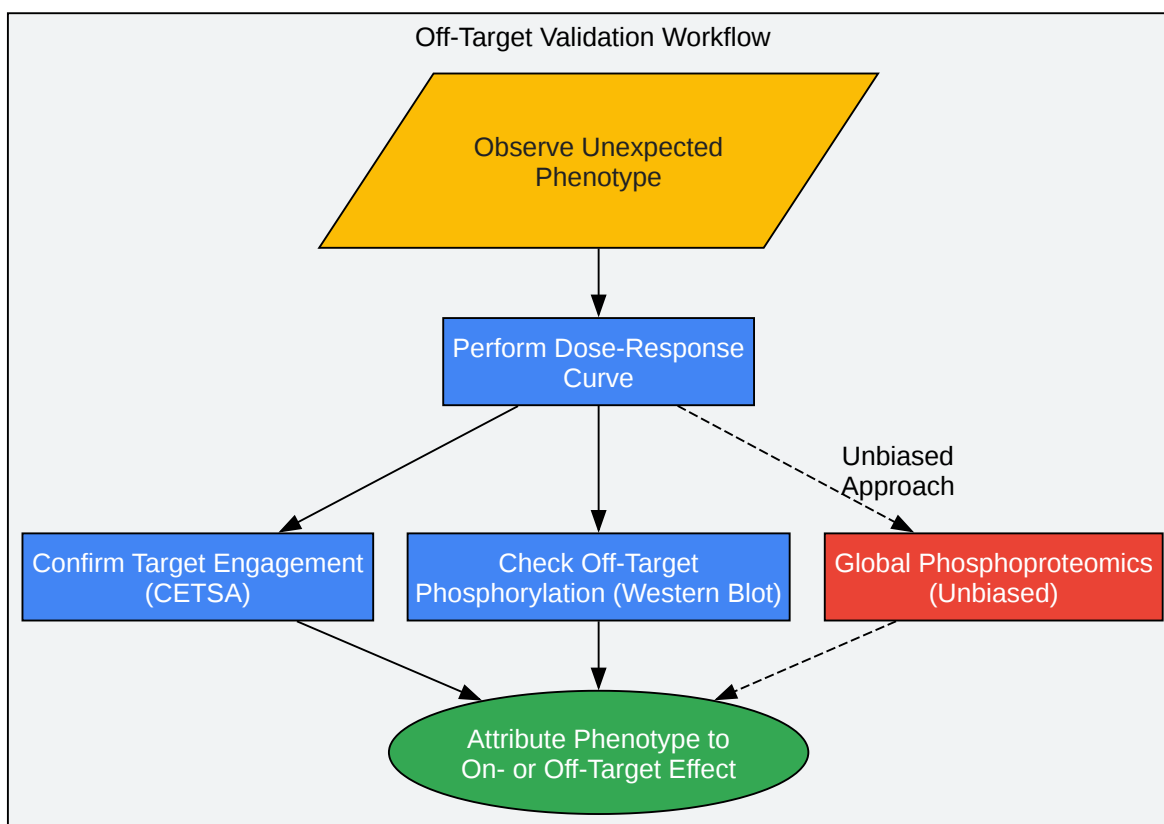 Off-Target Validation Workflow
Observe Unexpected
Phenotype
Perform Dose-Response
Curve
Unbiased
Approach
Confirm Target Engagement
(CETSA)
Check Off-Target
Phosphorylation (Western Blot)
Global Phosphoproteomics
(Unbiased)
Attribute Phenotype to
On- or Off-Target Effect